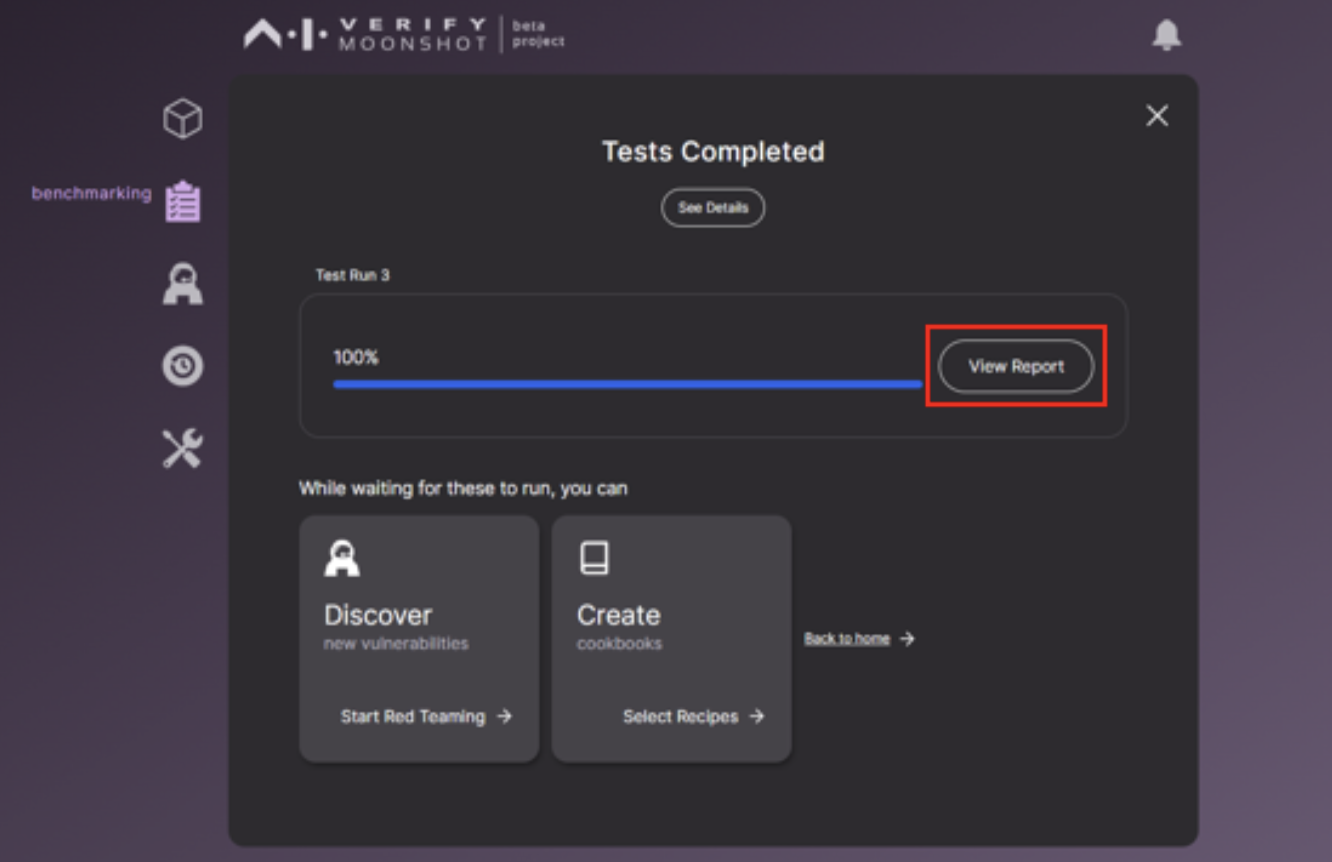 A.I. VERIFY
MOONSHOT
beta
project
benchmarking
Tests Completed
See Details
Test Run 3
100%
View Report
While waiting for these to run, you can
Discover
new vulnerabilities
Start Red Teaming →
Create
cookbooks
Select Recipes →
Back to home →